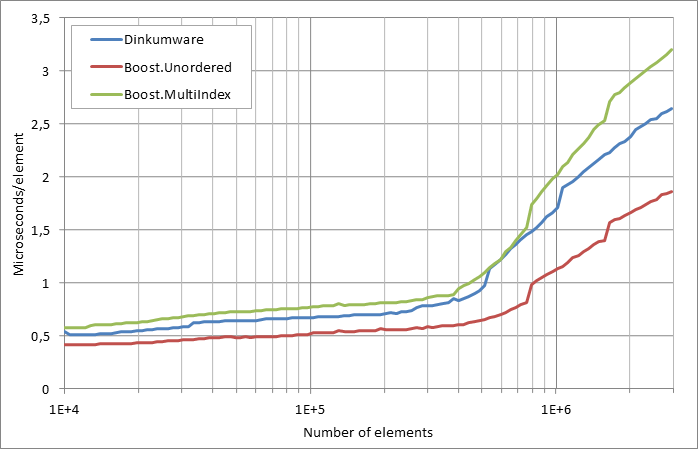 3,5
3
2,5
2
1,5
1
0,5
0
Microseconds/element
Dinkumware
Boost.Unordered
Boost.MultiIndex
1E+4 1E+5 1E+6
Number of elements